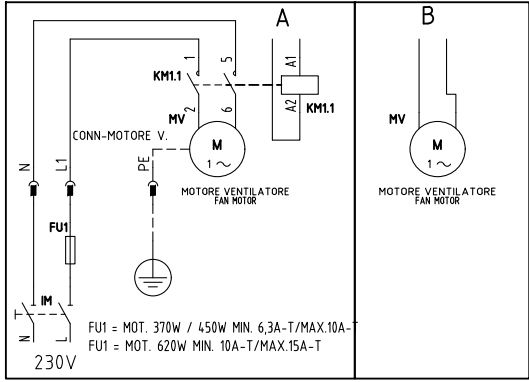 A
B
1
5
A1
KM1.1
A2
KM1.1
2
6
MV
MV
CONN-MOTORE V.
M
1
M
1
N
L1
PE
MOTORE VENTILATORE
FAN MOTOR
MOTORE VENTILATORE
FAN MOTOR
FU1
IM
N
L
FU1 = MOT. 370W / 450W MIN. 6,3A-T/MAX.10A-T
FU1 = MOT. 620W MIN. 10A-T/MAX.15A-T
230V